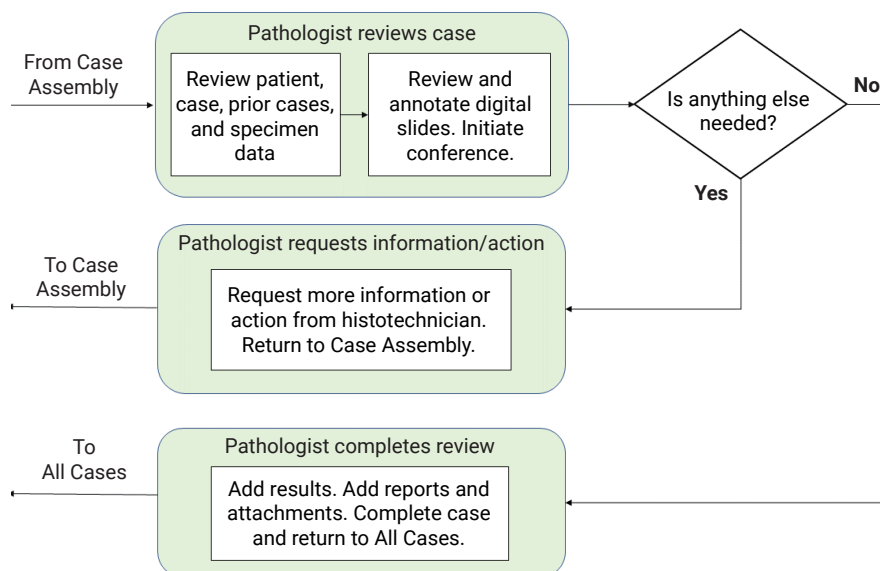 Pathologist reviews case
From Case
Assembly
Review patient,
case, prior cases,
and specimen
data
Review and
annotate digital
slides. Initiate
conference.
Is anything else
needed?
No
Yes
Pathologist requests information/action
To Case
Assembly
Request more information or
action from histotechnician.
Return to Case Assembly.
Pathologist completes review
To
All Cases
Add results. Add reports and
attachments. Complete case
and return to All Cases.